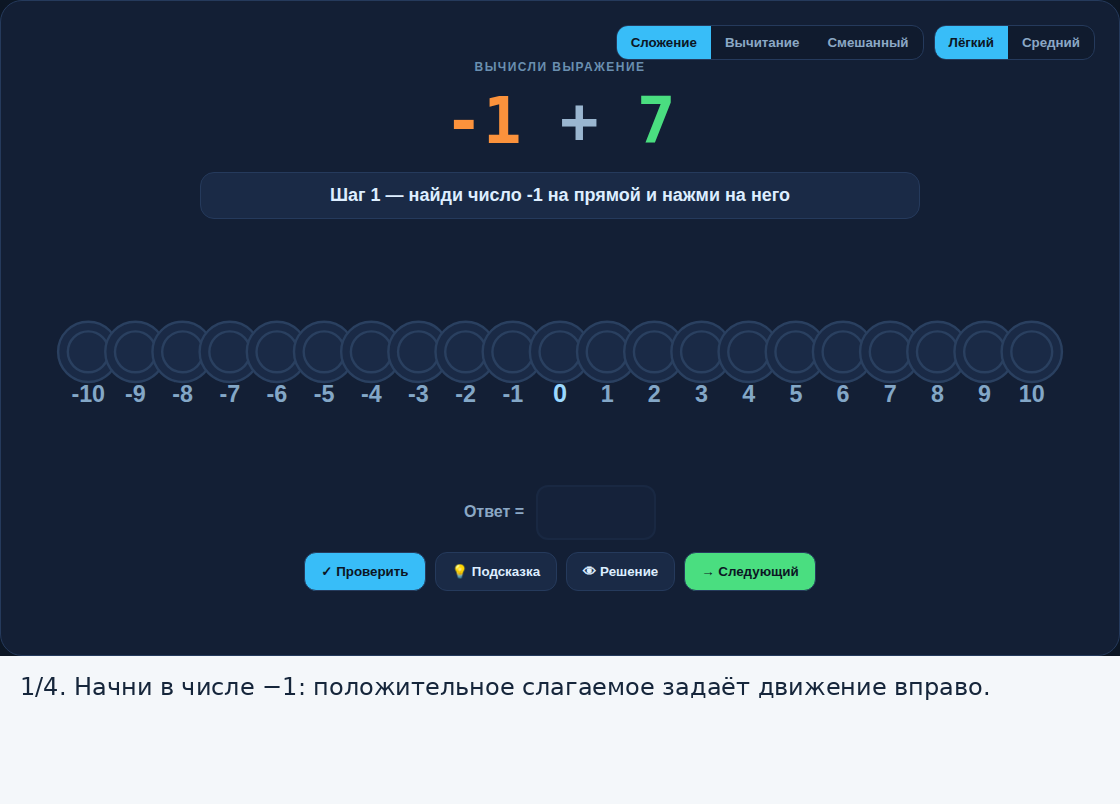 Сложение Вычитание Смешанный Лёгкий Средний
ВЫЧИСЛИ ВЫРАЖЕНИЕ
-1 + 7
Шаг 1 — найди число -1 на прямой и нажми на него
-10 -9 -8 -7 -6 -5 -4 -3 -2 -1 0 1 2 3 4 5 6 7 8 9 10
Ответ =
✓ Проверить 💡 Подсказка 👁 Решение → Следующий
1/4. Начни в числе −1: положительное слагаемое задаёт движение вправо.